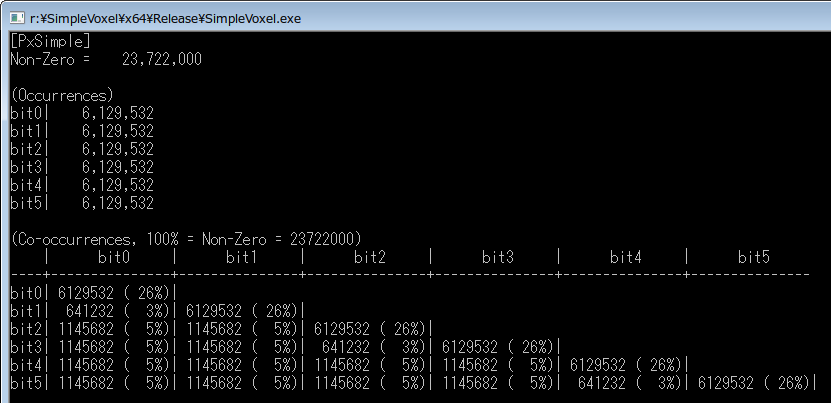 r:¥SimpleVoxel¥x64¥Release¥SimpleVoxel.exe
[PxSimple]
Non-Zero =    23,722,000
(Occurrences)
bit0|    6,129,532
bit1|    6,129,532
bit2|    6,129,532
bit3|    6,129,532
bit4|    6,129,532
bit5|    6,129,532
(Co-occurrences, 100% = Non-Zero = 23722000)
    |      bit0      |      bit1      |      bit2      |      bit3      |      bit4      |      bit5
----+----------------+----------------+----------------+----------------+----------------+----------------
bit0| 6129532 ( 26%)|
bit1|  641232 (  3%)| 6129532 ( 26%)|
bit2| 1145682 (  5%)| 1145682 (  5%)| 6129532 ( 26%)|
bit3| 1145682 (  5%)| 1145682 (  5%)|  641232 (  3%)| 6129532 ( 26%)|
bit4| 1145682 (  5%)| 1145682 (  5%)| 1145682 (  5%)| 1145682 (  5%)| 6129532 ( 26%)|
bit5| 1145682 (  5%)| 1145682 (  5%)| 1145682 (  5%)| 1145682 (  5%)|  641232 (  3%)| 6129532 ( 26%)|